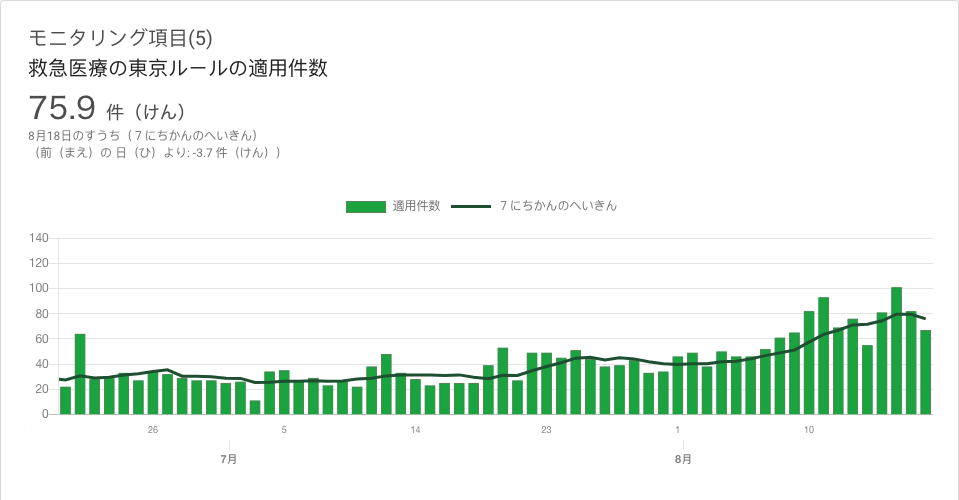 モニタリング項目(5)
救急医療の東京ルールの適用件数
75.9 件（けん）
8月18日のすうち（７にちかんのへいきん）
（前（まえ）の 日（ひ）より: -3.7 件（けん））
適用件数 ７にちかんのへいきん
140
120
100
80
60
40
20
0
26 5 14 23 1 10
7月 8月